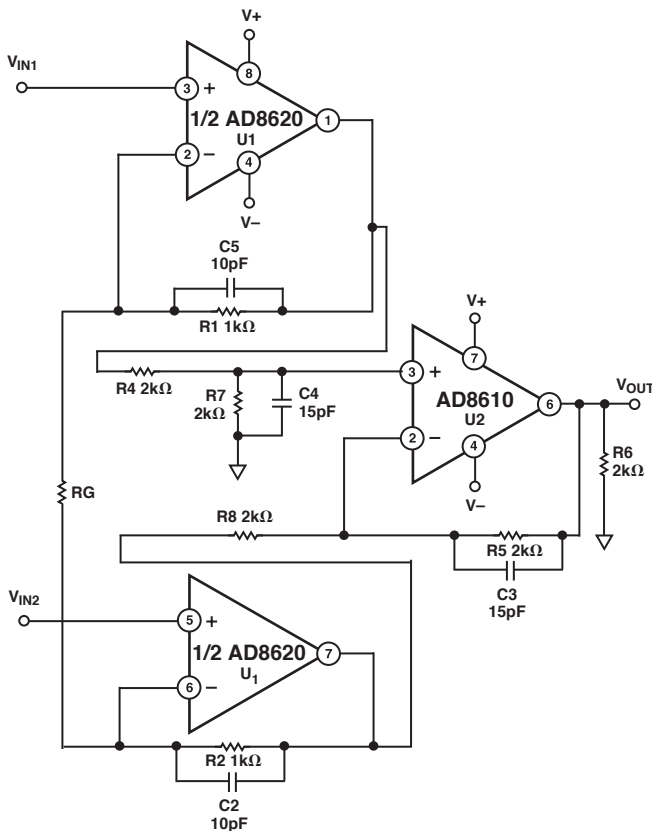 V+
VIN1
8
3
+
1/2 AD8620
1
U1
2
–
4
V–
C5
10pF
R1 1kΩ
V+
7
R4 2kΩ
R7
2kΩ
C4
15pF
3
+
AD8610
6
VOUT
U2
2
–
4
R6
2kΩ
V–
RG
R8 2kΩ
R5 2kΩ
C3
15pF
VIN2
5
+
1/2 AD8620
7
U1
6
–
R2 1kΩ
C2
10pF